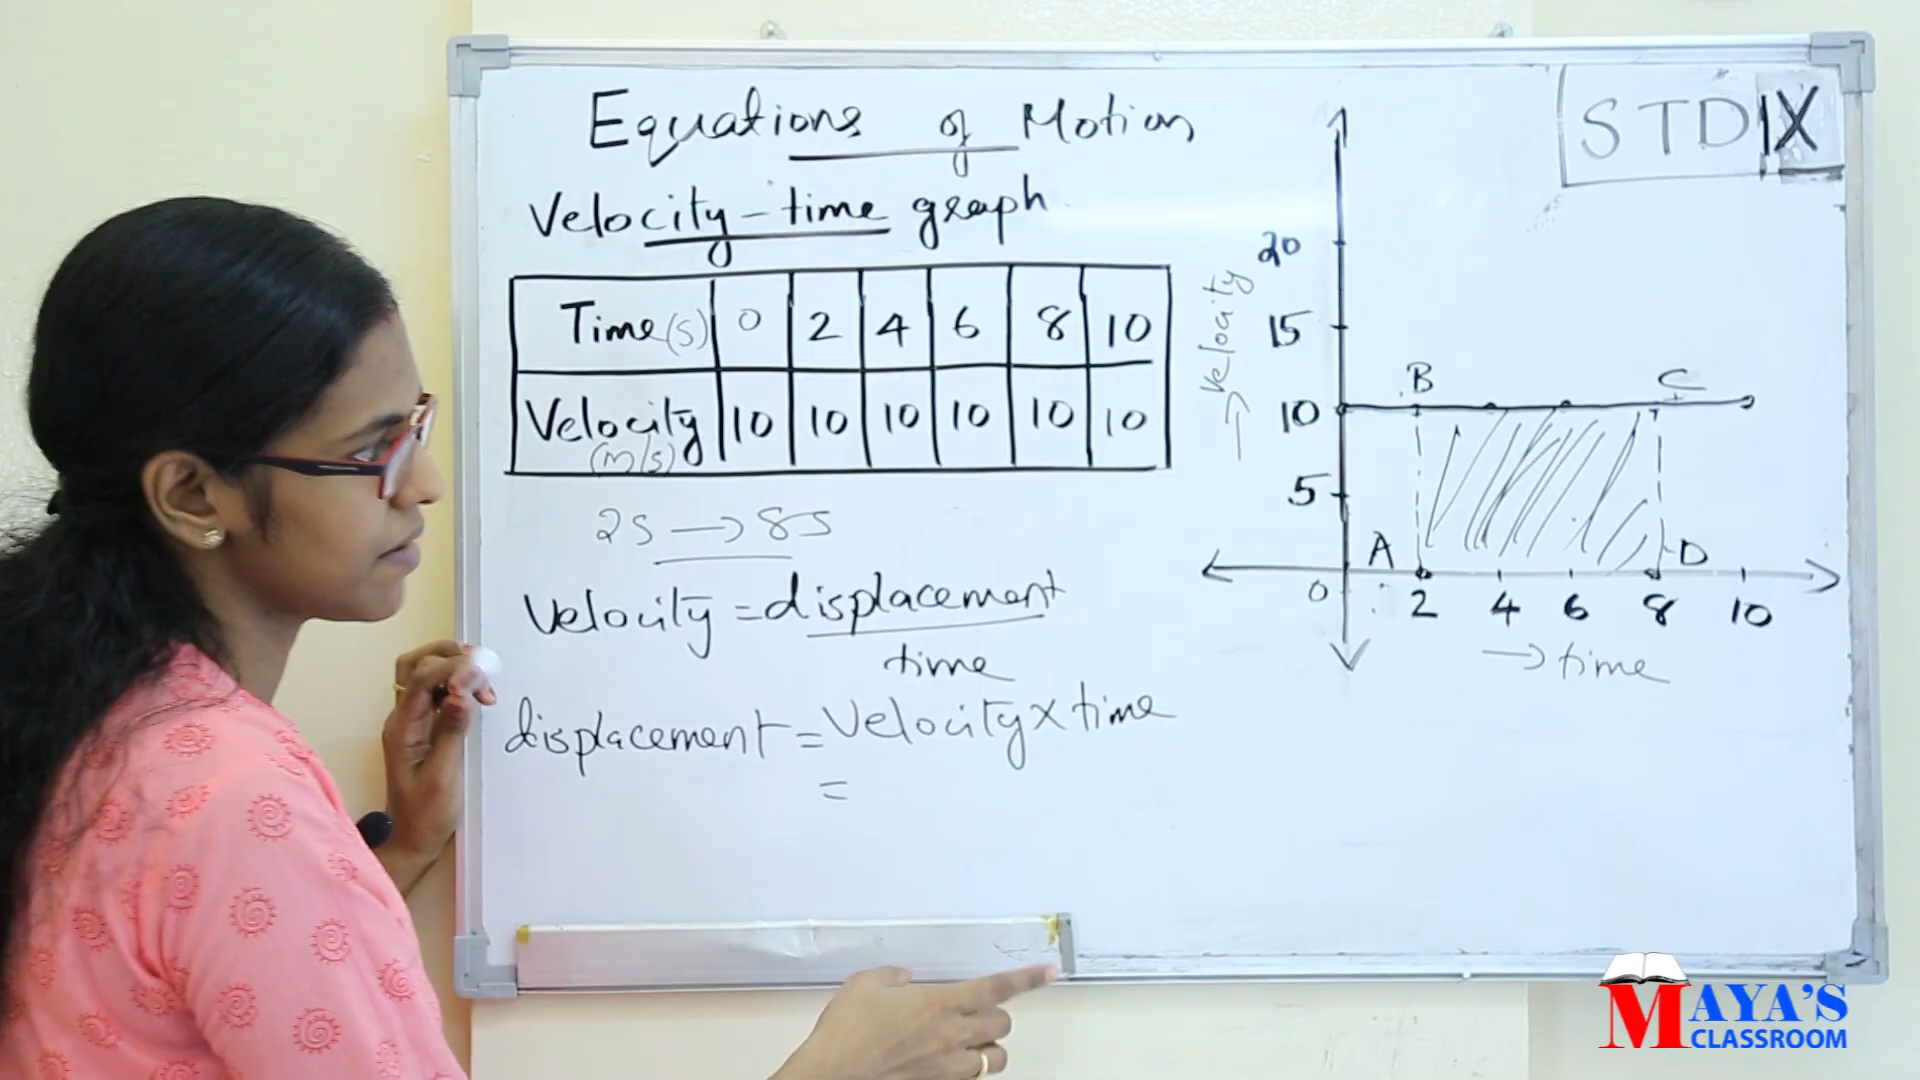 Equations of Motion
STD IX
Velocity-time graph
Time(s) 0 2 4 6 8 10
Velocity (m/s) 10 10 10 10 10 10
2s → 8s
Velocity = displacement
time
displacement = Velocity × time
=
20
15
10
5
→ Velocity
B C
A D
0 2 4 6 8 10
→ time
MAYA'S
CLASSROOM